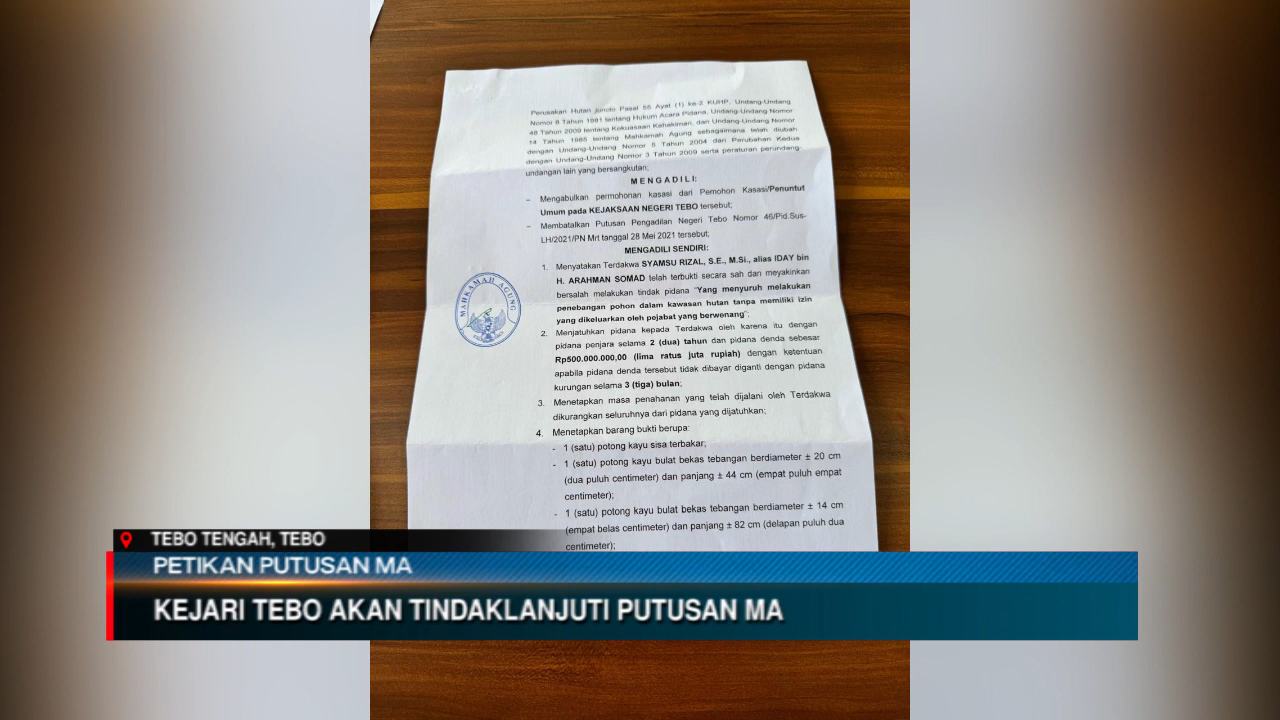 Perusakan Hutan juncto Pasal 55 Ayat (1) ke-2 KUHP, Undang-Undang
Nomor 8 Tahun 1981 tentang Hukum Acara Pidana, Undang-Undang Nomor
48 Tahun 2009 tentang Kekuasaan Kehakiman, dan Undang-Undang Nomor
14 Tahun 1985 tentang Mahkamah Agung sebagaimana telah diubah
dengan Undang-Undang Nomor 5 Tahun 2004 dan Perubahan Kedua
dengan Undang-Undang Nomor 3 Tahun 2009 serta peraturan perundang-
undangan lain yang bersangkutan;
M E N G A D I L I :
– Mengabulkan permohonan kasasi dari Pemohon Kasasi/Penuntut
Umum pada KEJAKSAAN NEGERI TEBO tersebut;
– Membatalkan Putusan Pengadilan Negeri Tebo Nomor 46/Pid.Sus-
LH/2021/PN Mrt tanggal 28 Mei 2021 tersebut;
MENGADILI SENDIRI:
1. Menyatakan Terdakwa SYAMSU RIZAL, S.E., M.Si., alias IDAY bin
H. ARAHMAN SOMAD telah terbukti secara sah dan meyakinkan
bersalah melakukan tindak pidana "Yang menyuruh melakukan
penebangan pohon dalam kawasan hutan tanpa memiliki izin
yang dikeluarkan oleh pejabat yang berwenang";
2. Menjatuhkan pidana kepada Terdakwa oleh karena itu dengan
pidana penjara selama 2 (dua) tahun dan pidana denda sebesar
Rp500.000.000,00 (lima ratus juta rupiah) dengan ketentuan
apabila pidana denda tersebut tidak dibayar diganti dengan pidana
kurungan selama 3 (tiga) bulan;
3. Menetapkan masa penahanan yang telah dijalani oleh Terdakwa
dikurangkan seluruhnya dari pidana yang dijatuhkan;
4. Menetapkan barang bukti berupa:
- 1 (satu) potong kayu sisa terbakar;
- 1 (satu) potong kayu bulat bekas tebangan berdiameter ± 20 cm
(dua puluh centimeter) dan panjang ± 44 cm (empat puluh empat
centimeter);
- 1 (satu) potong kayu bulat bekas tebangan berdiameter ± 14 cm
(empat belas centimeter) dan panjang ± 82 cm (delapan puluh dua
centimeter);
MAHKAMAH AGUNG
TEBO TENGAH, TEBO
PETIKAN PUTUSAN MA
KEJARI TEBO AKAN TINDAKLANJUTI PUTUSAN MA